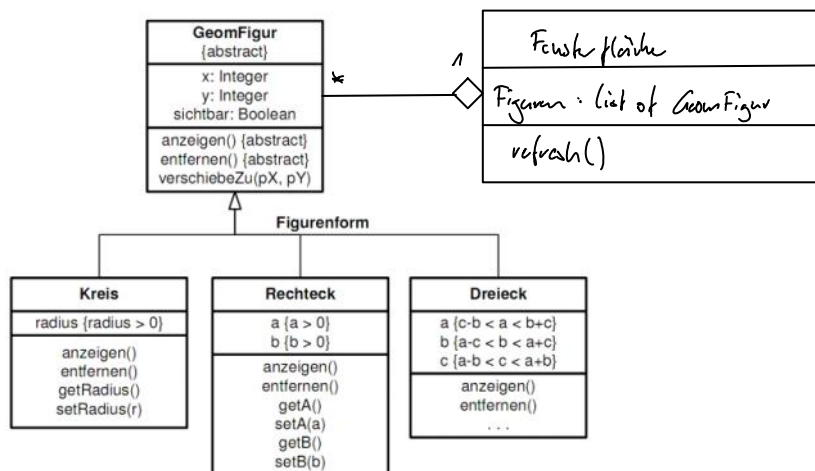 GeomFigur
{abstract}
x: Integer
y: Integer
sichtbar: Boolean
anzeigen() {abstract}
entfernen() {abstract}
verschiebeZu(pX, pY)
*
1
Fensterfläche
Figuren : list of GeomFigur
refresh()
Figurenform
Kreis
radius {radius > 0}
anzeigen()
entfernen()
getRadius()
setRadius(r)
Rechteck
a {a > 0}
b {b > 0}
anzeigen()
entfernen()
getA()
setA(a)
getB()
setB(b)
Dreieck
a {c-b < a < b+c}
b {a-c < b < a+c}
c {a-b < c < a+b}
anzeigen()
entfernen()
. . .